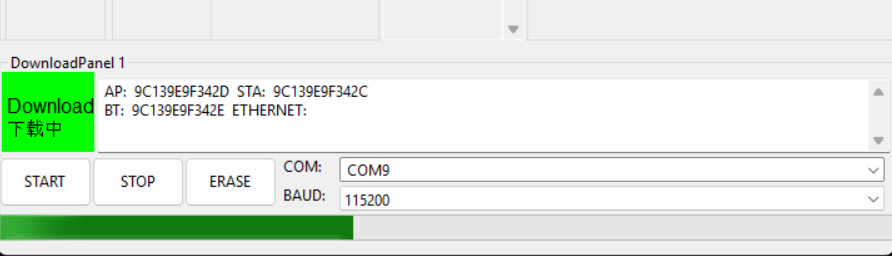 DownloadPanel 1
Download
下载中
AP: 9C139E9F342D STA: 9C139E9F342C
BT: 9C139E9F342E ETHERNET:
START
STOP
ERASE
COM:
COM9
BAUD:
115200